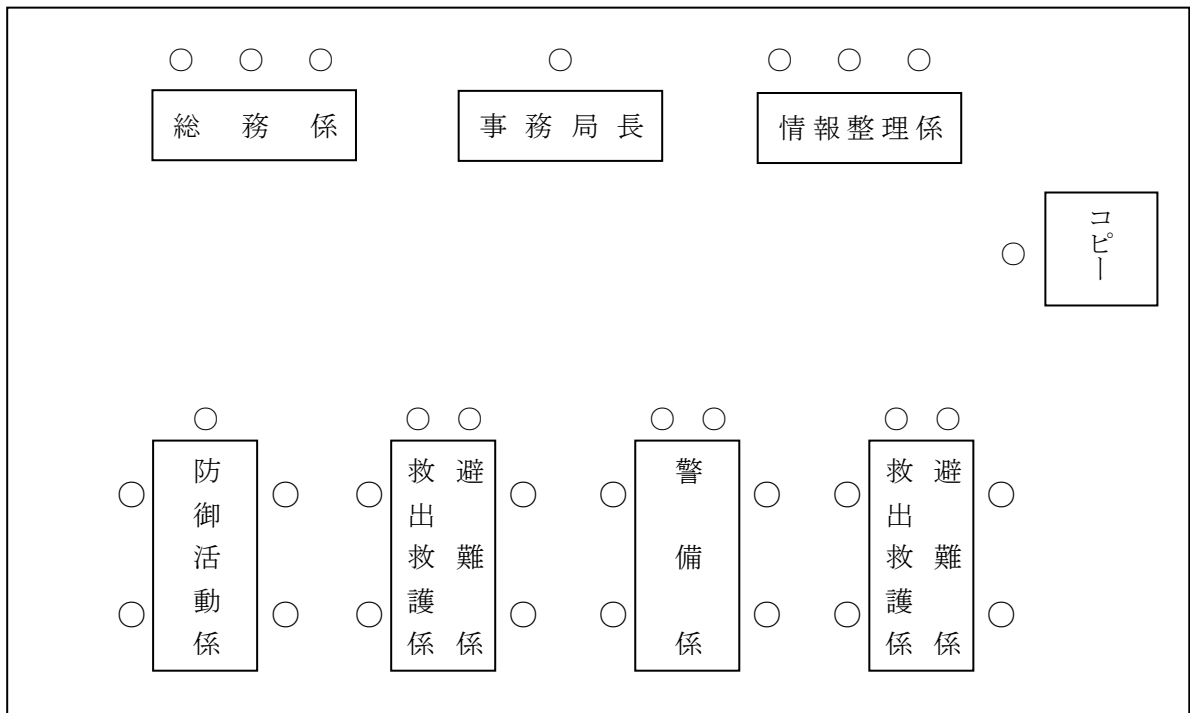 総務係
事務局長
情報整理係
コピー
防御活動係
避難係
救出救護係
警備係
避難係
救出救護係